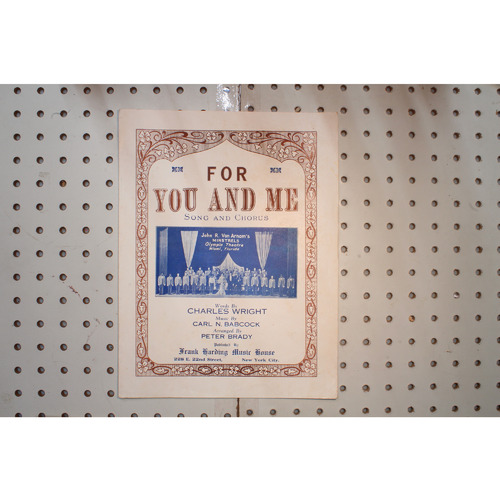 FOR
YOU AND ME
SONG AND CHORUS
John R. Van Arnam's
MINSTRELS
Olympia Theatre
Miami, Florida
Words By
CHARLES WRIGHT
Music By
CARL N. BABCOCK
Arranged By
PETER BRADY
Published By
Frank Harding Music House
228 E. 22nd Street, New York City.